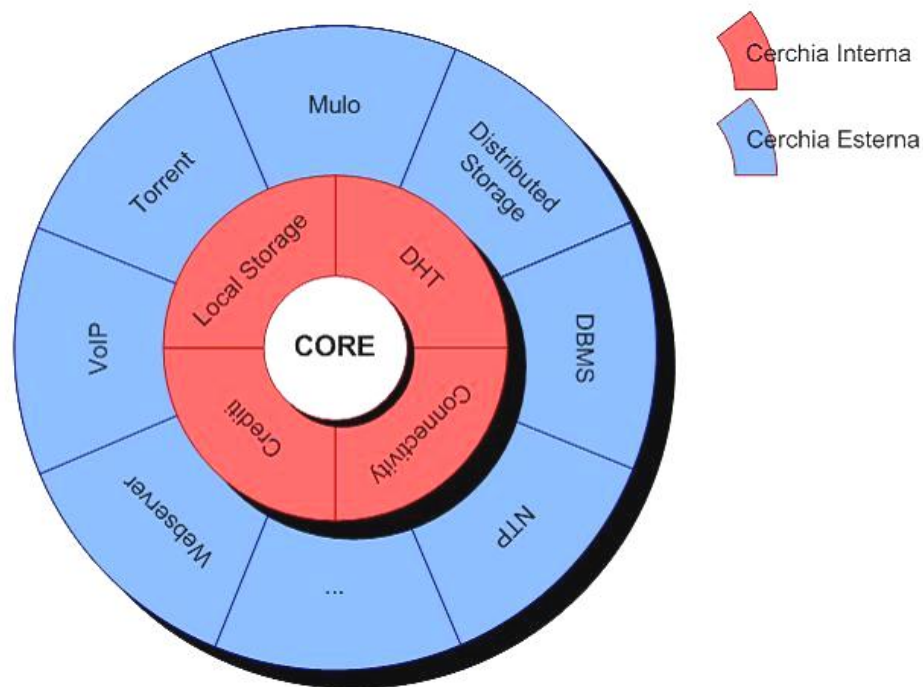 Cerchia Interna
Cerchia Esterna
Mulo
Distributed
Storage
DBMS
NTP
...
Webserver
VoIP
Torrent
Local Storage
DHT
Connectivity
Crediti
CORE